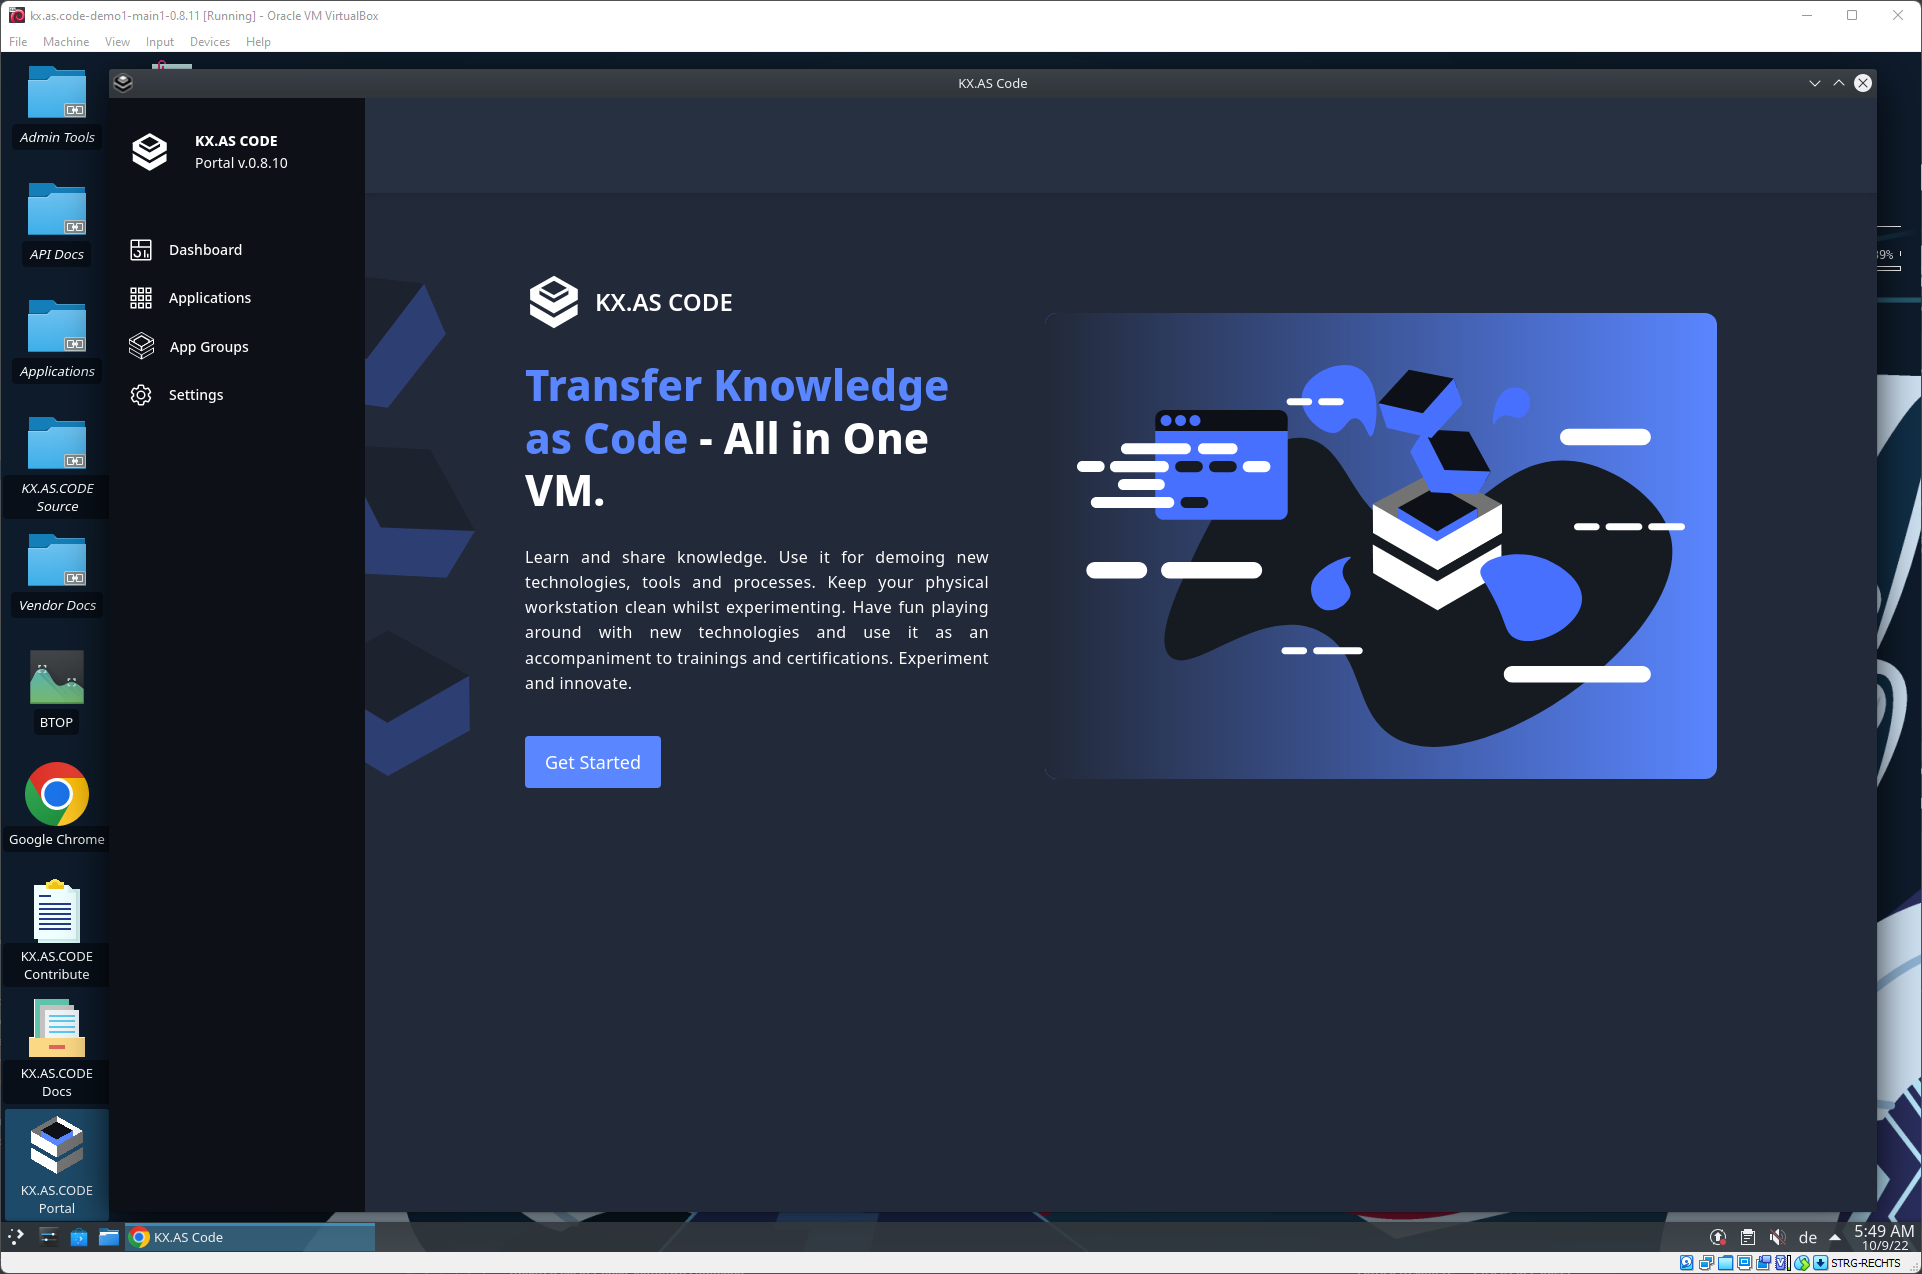 kx.as.code-demo1-main1-0.8.11 [Running] - Oracle VM VirtualBox
File Machine View Input Devices Help
KX.AS Code
Admin Tools
API Docs
Applications
KX.AS.CODE
Source
Vendor Docs
BTOP
Google Chrome
KX.AS.CODE
Contribute
KX.AS.CODE
Docs
KX.AS.CODE
Portal
KX.AS CODE
Portal v.0.8.10
Dashboard
Applications
App Groups
Settings
KX.AS CODE
Transfer Knowledge
as Code - All in One
VM.
Learn and share knowledge. Use it for demoing new
technologies, tools and processes. Keep your physical
workstation clean whilst experimenting. Have fun playing
around with new technologies and use it as an
accompaniment to trainings and certifications. Experiment
and innovate.
Get Started
KX.AS Code
de
5:49 AM
10/9/22
STRG-RECHTS